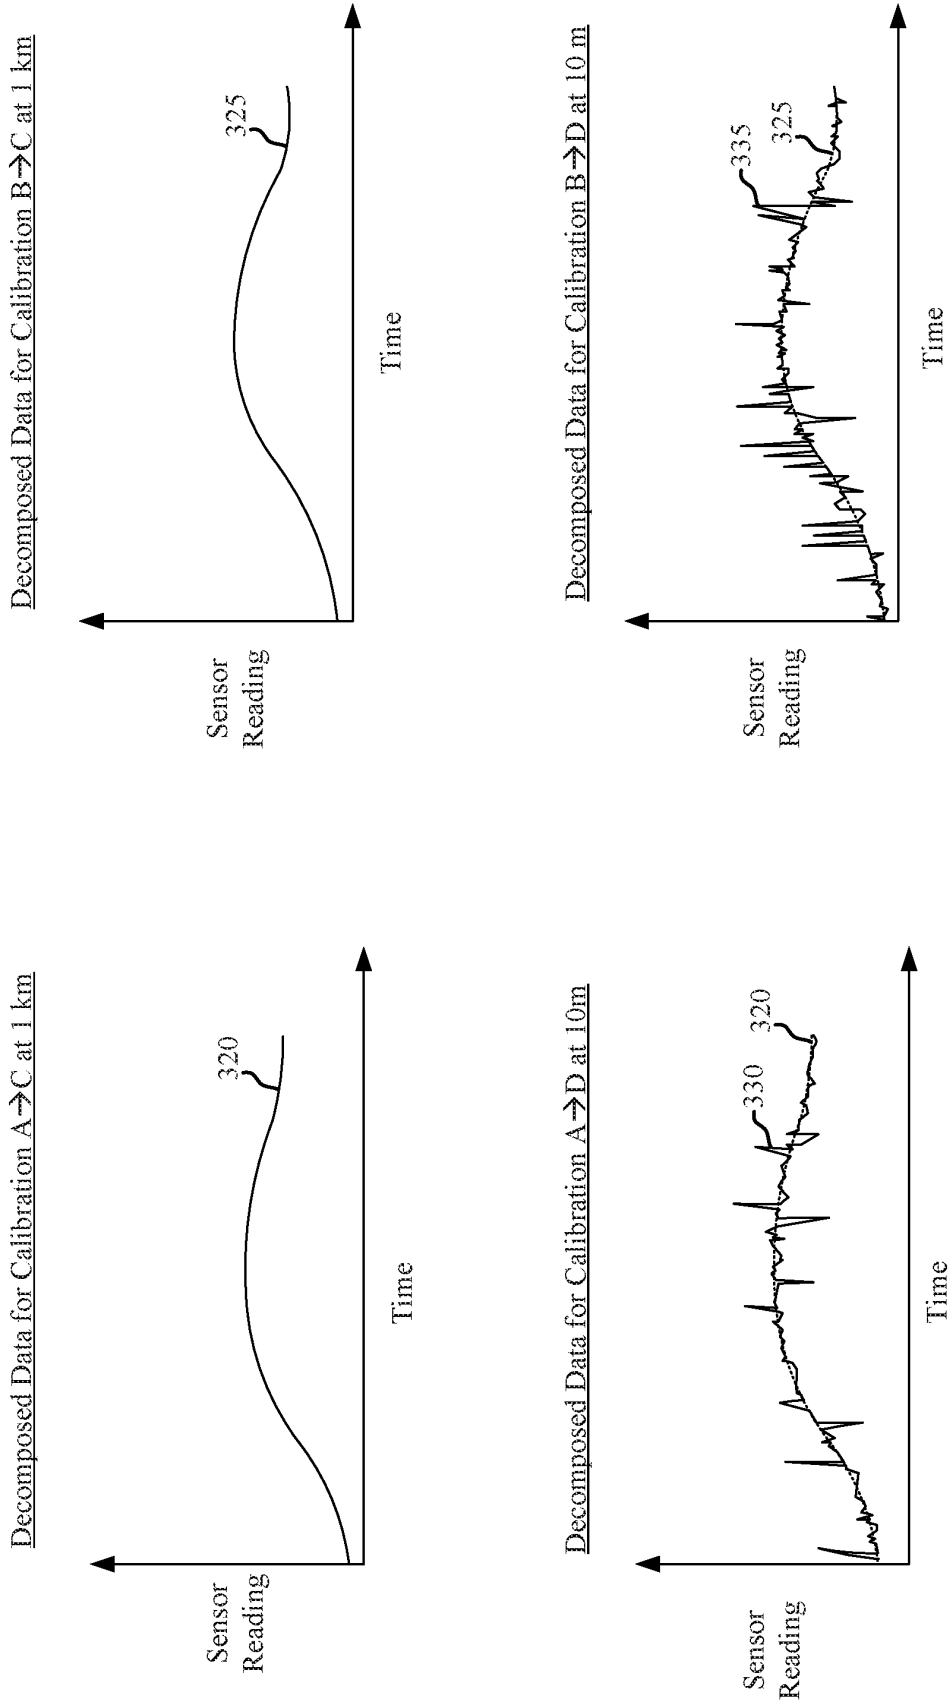 Decomposed Data for Calibration A→C at 1 km
320
Sensor
Reading
Time
Decomposed Data for Calibration B→C at 1 km
325
Sensor
Reading
Time
Decomposed Data for Calibration A→D at 10m
330
320
Sensor
Reading
Time
Decomposed Data for Calibration B→D at 10 m
335
325
Sensor
Reading
Time